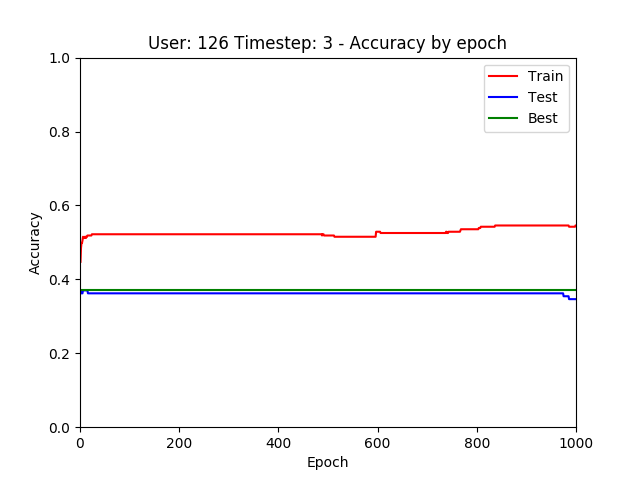 User: 126 Timestep: 3 - Accuracy by epoch
1.0
0.8
0.6
0.4
0.2
0.0
Accuracy
Train
Test
Best
0 200 400 600 800 1000
Epoch